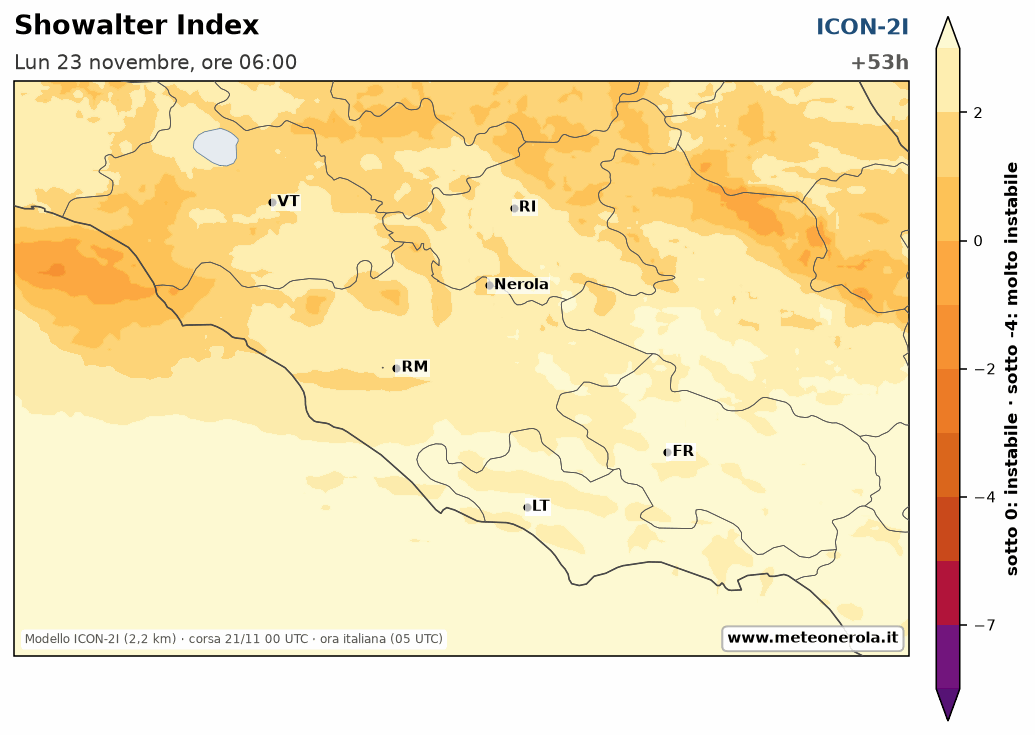 Showalter Index
ICON-2I
Lun 23 novembre, ore 06:00
+53h
VT
RI
Nerola
RM
FR
LT
Modello ICON-2I (2,2 km) · corsa 21/11 00 UTC · ora italiana (05 UTC)
www.meteonerola.it
2
0
−2
−4
−7
sotto 0: instabile · sotto -4: molto instabile